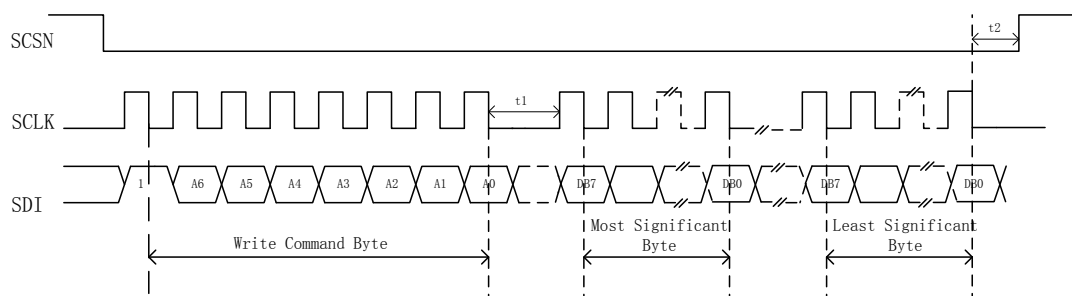 SCSN
t2
SCLK
t1
SDI
1 A6 A5 A4 A3 A2 A1 A0 DB7 DB0 DB7 DB0
Write Command Byte
Most Significant
Byte
Least Significant
Byte